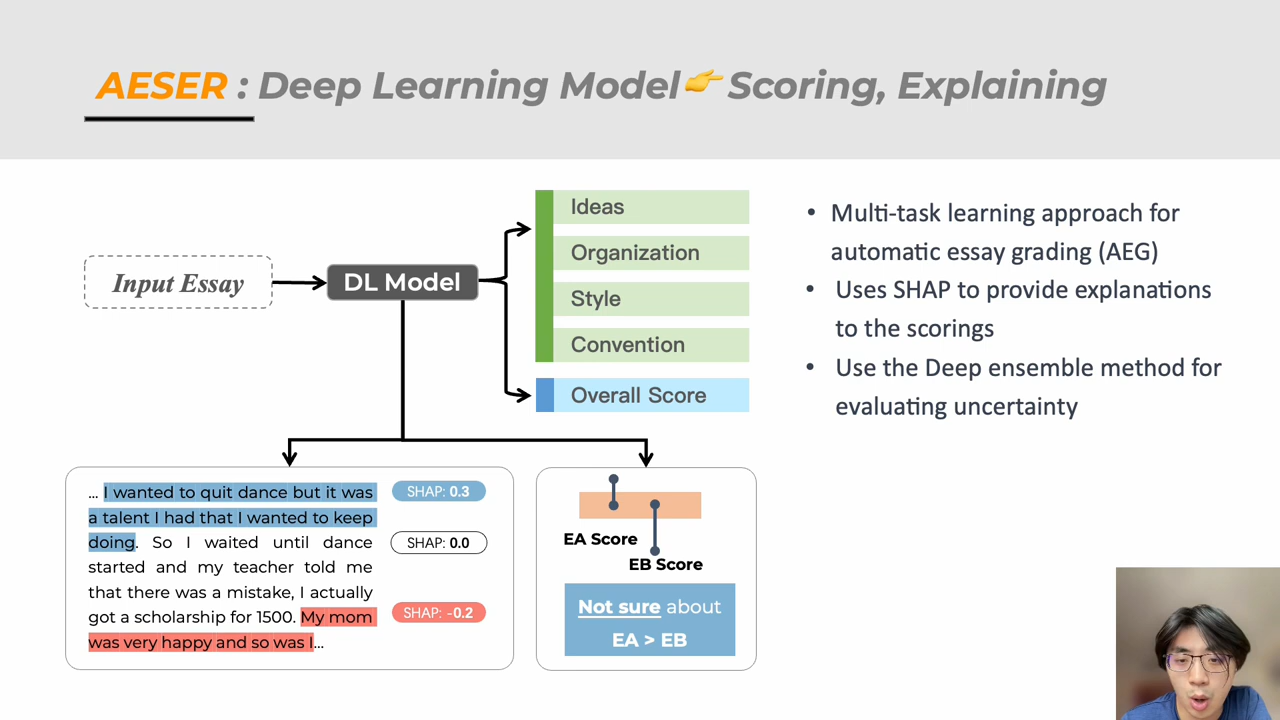 AESER : Deep Learning Model👉Scoring, Explaining
Input Essay
DL Model
Ideas
Organization
Style
Convention
Overall Score
• Multi-task learning approach for
automatic essay grading (AEG)
• Uses SHAP to provide explanations
to the scorings
• Use the Deep ensemble method for
evaluating uncertainty
... I wanted to quit dance but it was
a talent I had that I wanted to keep
doing. So I waited until dance
started and my teacher told me
that there was a mistake, I actually
got a scholarship for 1500. My mom
was very happy and so was I...
SHAP: 0.3
SHAP: 0.0
SHAP: -0.2
EA Score
EB Score
Not sure about
EA > EB